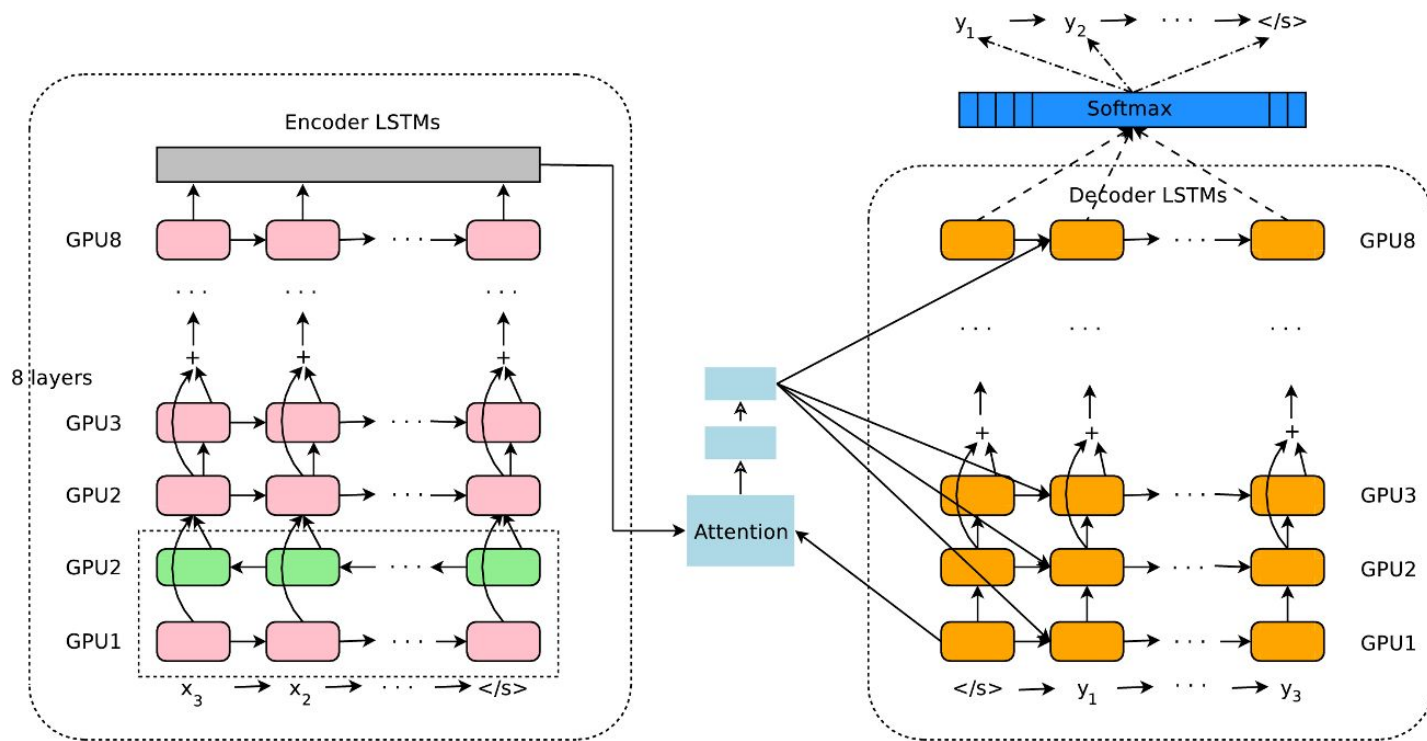 y1 → y2 → · · · → </s>
Softmax
Encoder LSTMs
Decoder LSTMs
GPU8 · · · · · · GPU8
· · · · · ·
· · · · · · · · ·
+ + +
8 layers
+ + +
GPU3 · · ·
GPU2 · · · · · · GPU3
Attention
GPU2 · · · · · · GPU2
GPU1 · · · · · · GPU1
x3 → x2 → · · · → </s>
</s> → y1 → · · · → y3